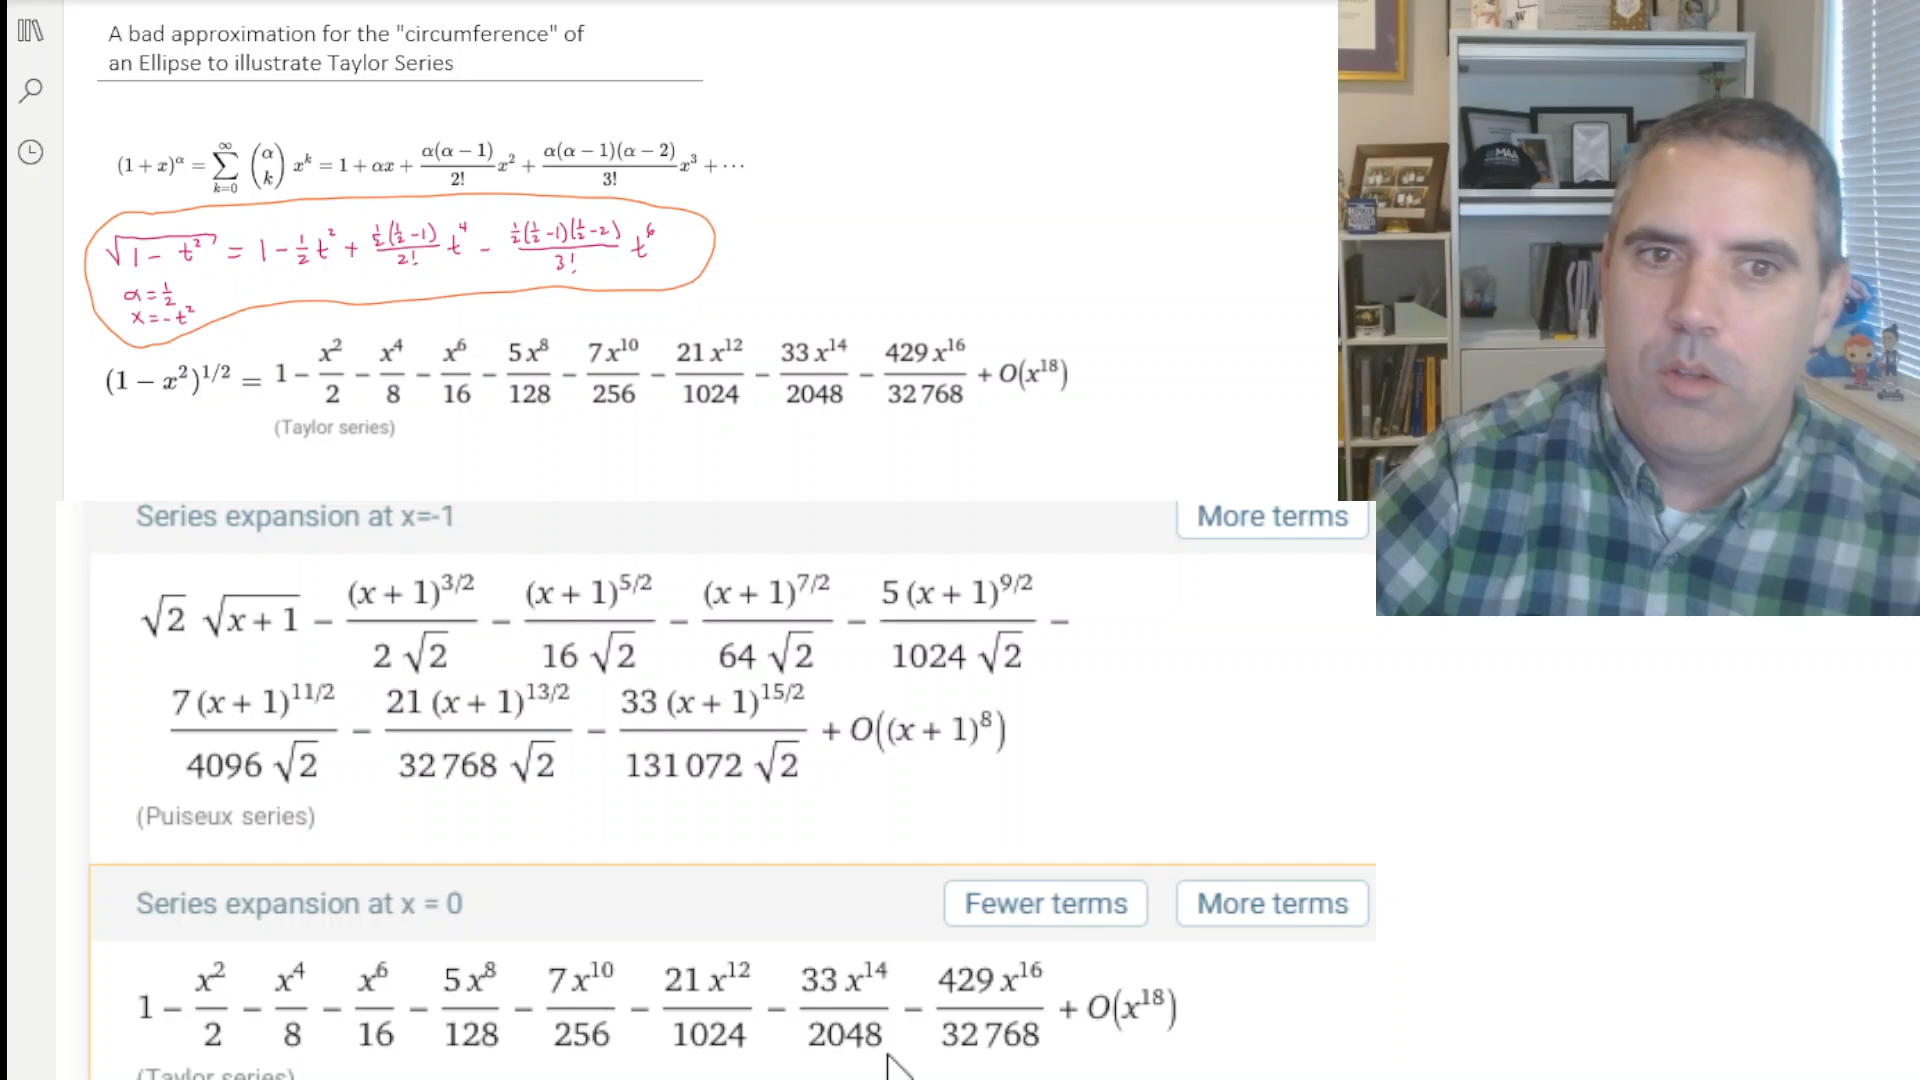 A bad approximation for the "circumference" of
an Ellipse to illustrate Taylor Series
(1 + x)^α = ∑_{k=0}^{∞} (α k) x^k = 1 + αx + α(α − 1)/2! x² + α(α − 1)(α − 2)/3! x³ + ···
√(1 − t²) = 1 − 1/2 t² + 1/2(1/2 −1)/2! t⁴ − 1/2(1/2 −1)(1/2 −2)/3! t⁶
α = 1/2
x = −t²
(1 − x²)^{1/2} = 1 − x²/2 − x⁴/8 − x⁶/16 − 5x⁸/128 − 7x¹⁰/256 − 21x¹²/1024 − 33x¹⁴/2048 − 429x¹⁶/32768 + O(x¹⁸)
(Taylor series)
MAA
Series expansion at x=-1 More terms
√2 √(x + 1) − (x + 1)^{3/2}/(2√2) − (x + 1)^{5/2}/(16√2) − (x + 1)^{7/2}/(64√2) − 5(x + 1)^{9/2}/(1024√2) −
7(x + 1)^{11/2}/(4096√2) − 21(x + 1)^{13/2}/(32768√2) − 33(x + 1)^{15/2}/(131072√2) + O((x + 1)⁸)
(Puiseux series)
Series expansion at x = 0 Fewer terms More terms
1 − x²/2 − x⁴/8 − x⁶/16 − 5x⁸/128 − 7x¹⁰/256 − 21x¹²/1024 − 33x¹⁴/2048 − 429x¹⁶/32768 + O(x¹⁸)
(Taylor series)